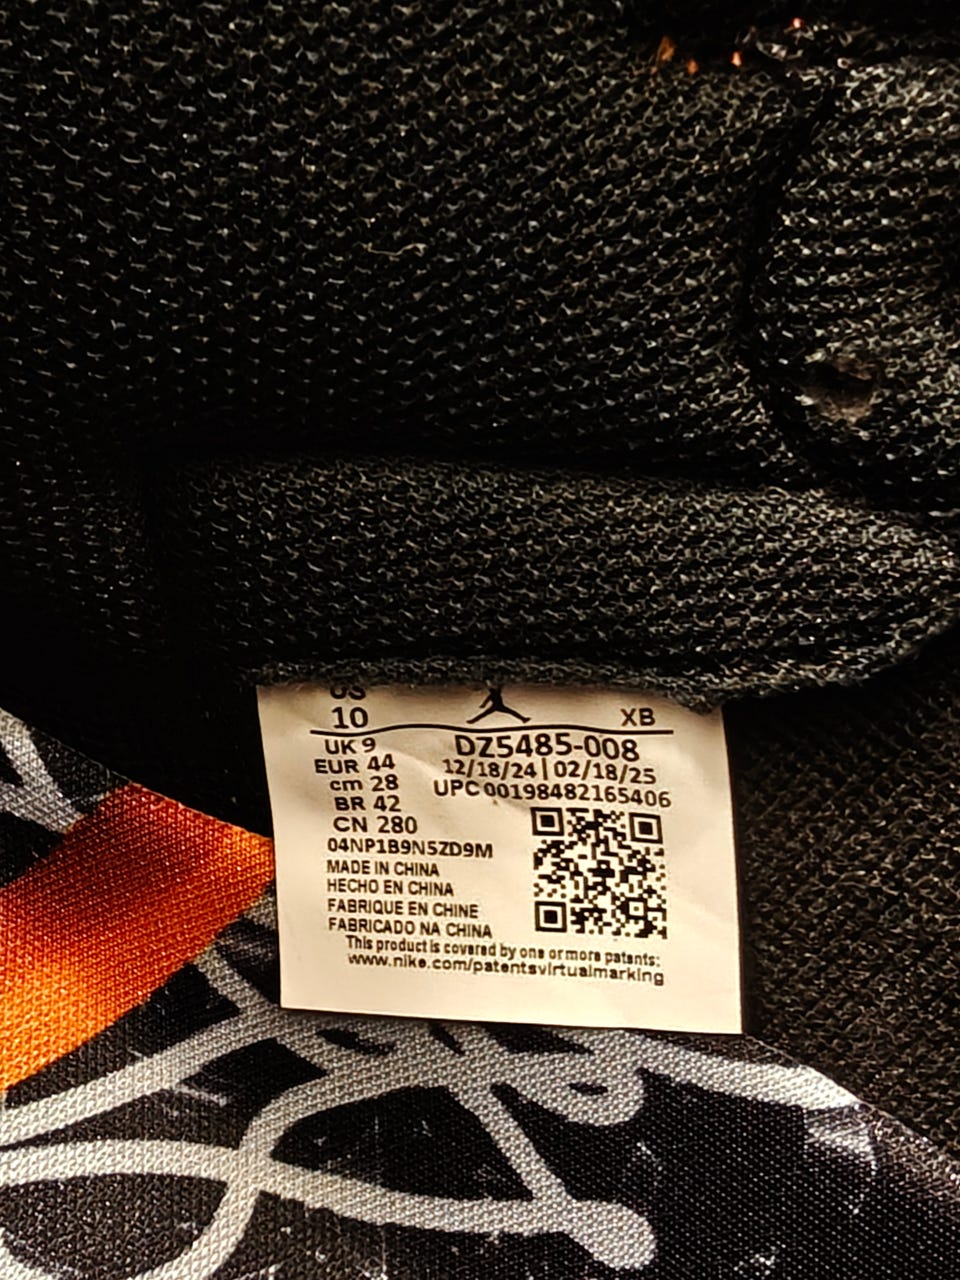 US
10
XB
UK 9
EUR 44
cm 28
BR 42
CN 280
DZ5485-008
12/18/24 | 02/18/25
UPC 00198482165406
04NP1B9N5ZD9M
MADE IN CHINA
HECHO EN CHINA
FABRIQUE EN CHINE
FABRICADO NA CHINA
This product is covered by one or more patents:
www.nike.com/patentsvirtualmarking